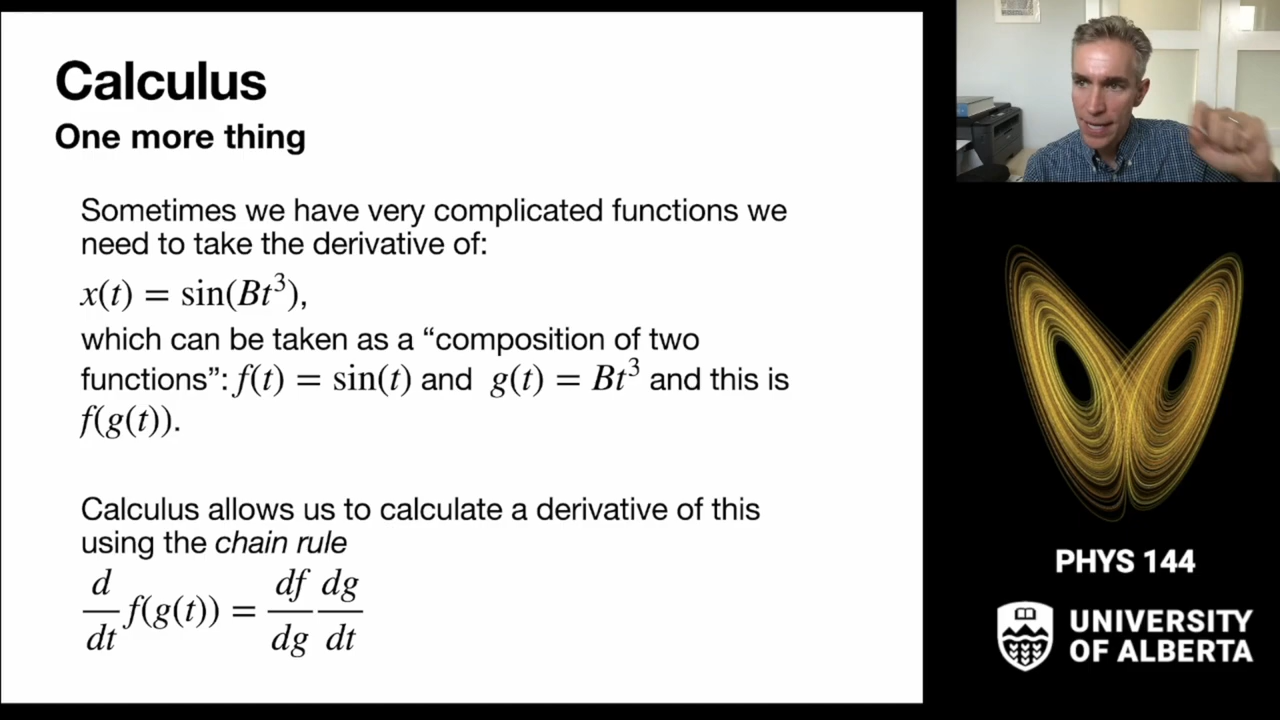 Calculus
One more thing
Sometimes we have very complicated functions we
need to take the derivative of:
x(t) = sin(Bt³),
which can be taken as a “composition of two
functions”: f(t) = sin(t) and g(t) = Bt³ and this is
f(g(t)).
Calculus allows us to calculate a derivative of this
using the chain rule
d/dt f(g(t)) = df/dg dg/dt
PHYS 144
UNIVERSITY
OF ALBERTA